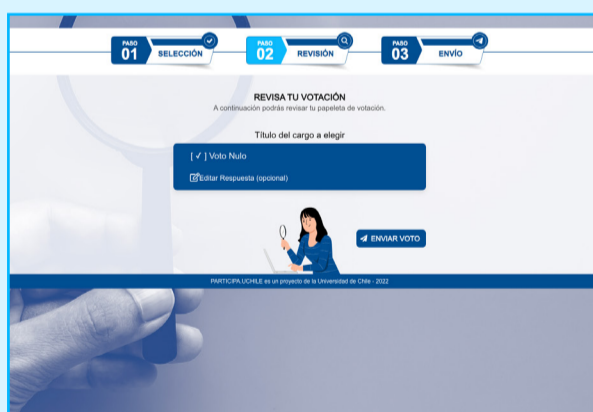 PASO 01 SELECCIÓN
PASO 02 REVISIÓN
PASO 03 ENVÍO
REVISA TU VOTACIÓN
A continuación podrás revisar tu papeleta de votación.
Título del cargo a elegir
[ ✓ ] Voto Nulo
Editar Respuesta (opcional)
ENVIAR VOTO
PARTICIPA.UCHILE es un proyecto de la Universidad de Chile - 2022